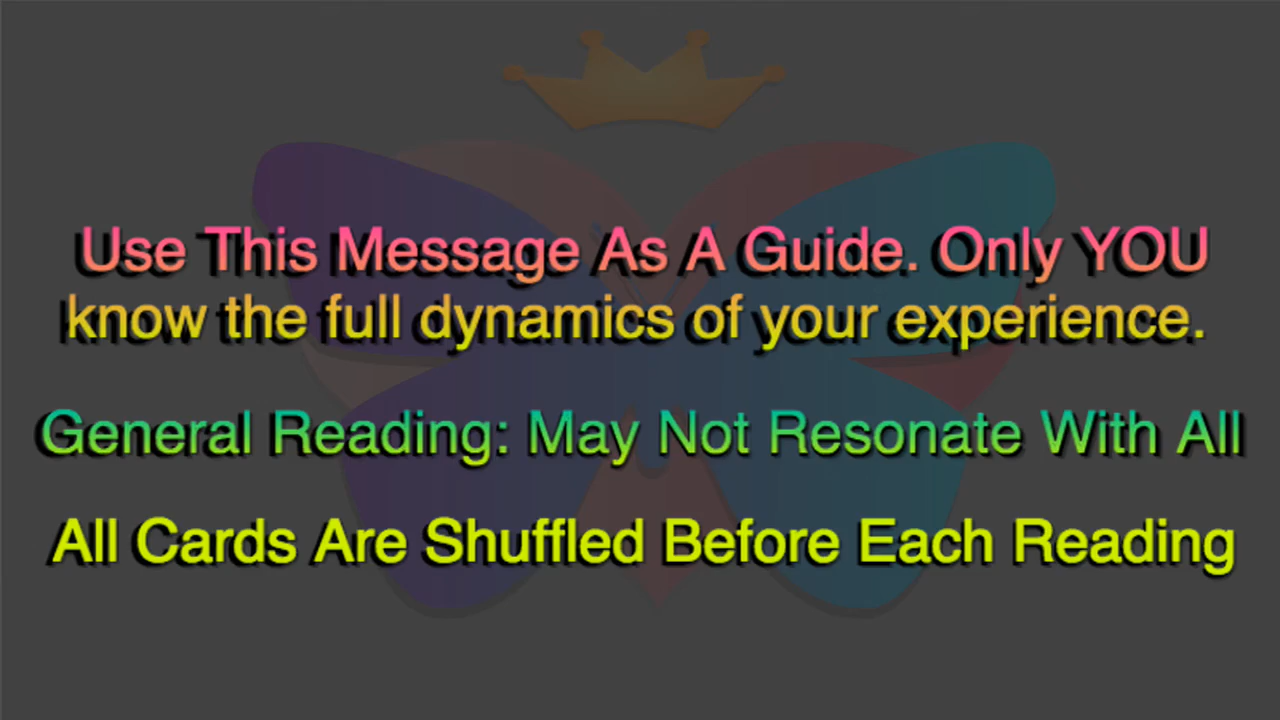 Use This Message As A Guide. Only YOU
know the full dynamics of your experience.
General Reading: May Not Resonate With All
All Cards Are Shuffled Before Each Reading